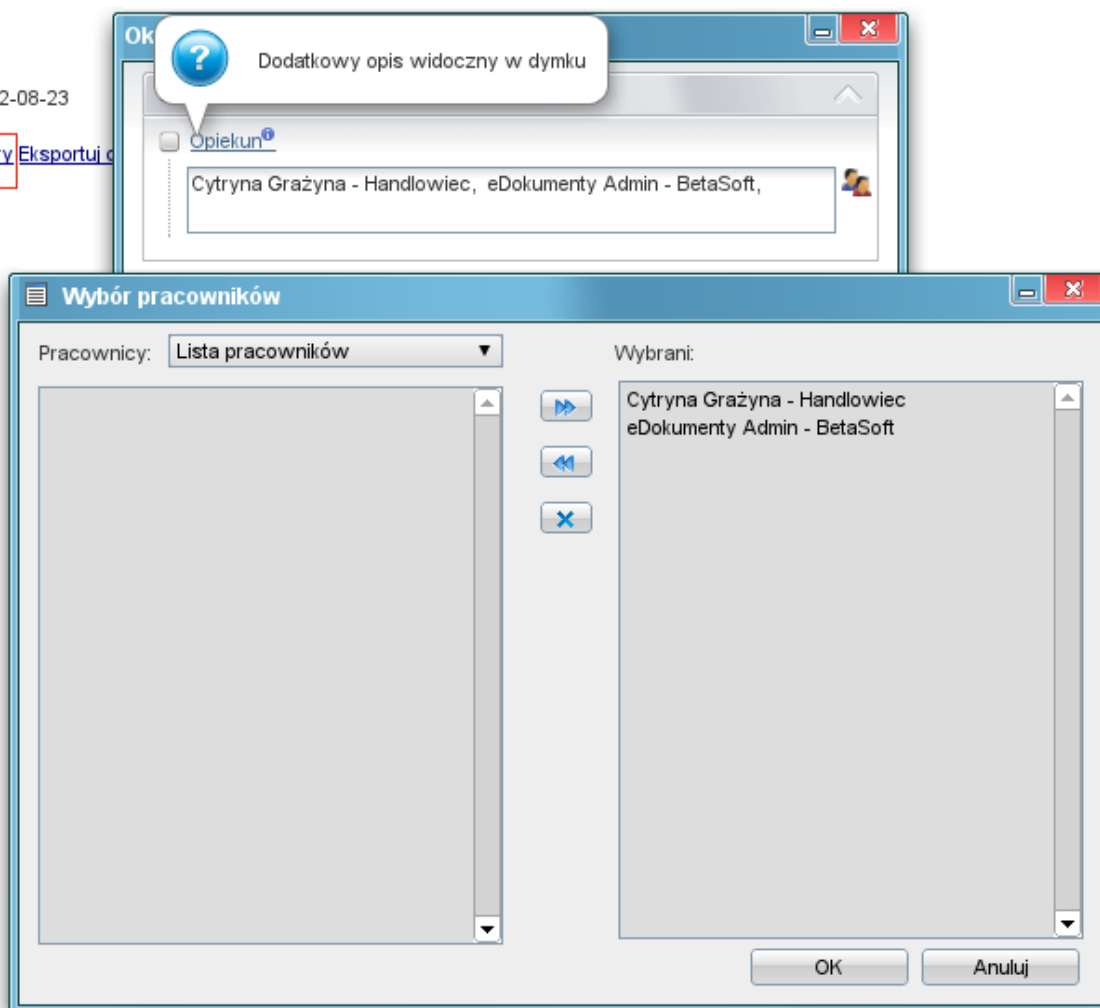 Ok
Dodatkowy opis widoczny w dymku
2-08-23
Opiekun
y Eksportuj
Cytryna Grażyna - Handlowiec, eDokumenty Admin - BetaSoft,
Wybór pracowników
Pracownicy: Lista pracowników
Wybrani:
Cytryna Grażyna - Handlowiec
eDokumenty Admin - BetaSoft
OK
Anuluj